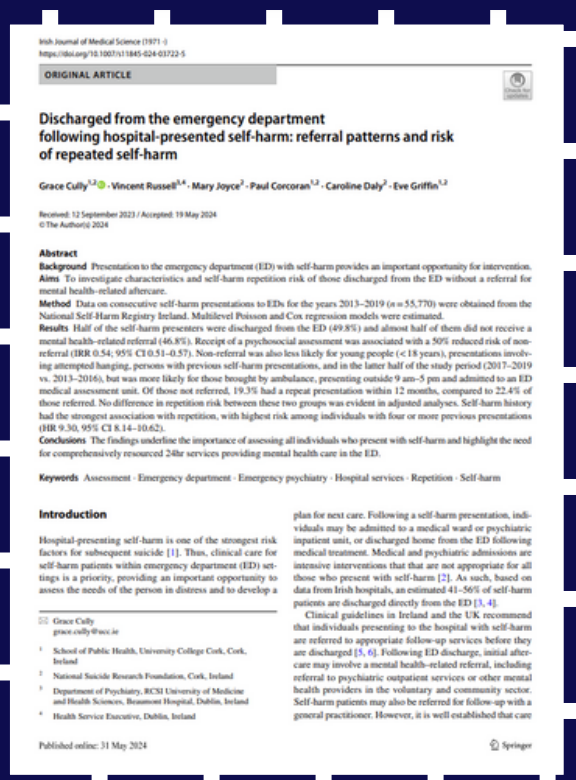 Irish Journal of Medical Science (1971 -)
https://doi.org/10.1007/s11845-024-03722-5
ORIGINAL ARTICLE
Check for
updates
Discharged from the emergency department
following hospital-presented self-harm: referral patterns and risk
of repeated self-harm
Grace Cully1,2 · Vincent Russell3,4 · Mary Joyce2 · Paul Corcoran1,2 · Caroline Daly2 · Eve Griffin1,2
Received: 12 September 2023 / Accepted: 19 May 2024
© The Author(s) 2024
Abstract
Background Presentation to the emergency department (ED) with self-harm provides an important opportunity for intervention.
Aims To investigate characteristics and self-harm repetition risk of those discharged from the ED without a referral for
mental health-related aftercare.
Method Data on consecutive self-harm presentations to EDs for the years 2013–2019 (n=55,770) were obtained from the
National Self-Harm Registry Ireland. Multilevel Poisson and Cox regression models were estimated.
Results Half of the self-harm presenters were discharged from the ED (49.8%) and almost half of them did not receive a
mental health-related referral (46.8%). Receipt of a psychosocial assessment was associated with a 50% reduced risk of non-
referral (IRR 0.54; 95% CI 0.51–0.57). Non-referral was also less likely for young people (<18 years), presentations involv-
ing attempted hanging, persons with previous self-harm presentations, and in the latter half of the study period (2017–2019
vs. 2013–2016), but was more likely for those brought by ambulance, presenting outside 9 am–5 pm and admitted to an ED
medical assessment unit. Of those not referred, 19.3% had a repeat presentation within 12 months, compared to 22.4% of
those referred. No difference in repetition risk between these two groups was evident in adjusted analyses. Self-harm history
had the strongest association with repetition, with highest risk among individuals with four or more previous presentations
(HR 9.30, 95% CI 8.14–10.62).
Conclusions The findings underline the importance of assessing all individuals who present with self-harm and highlight the need
for comprehensively resourced 24hr services providing mental health care in the ED.
Keywords Assessment · Emergency department · Emergency psychiatry · Hospital services · Repetition · Self-harm
Introduction
Hospital-presenting self-harm is one of the strongest risk
factors for subsequent suicide [1]. Thus, clinical care for
self-harm patients within emergency department (ED) set-
tings is a priority, providing an important opportunity to
assess the needs of the person in distress and to develop a
Grace Cully
grace.cully@ucc.ie
1 School of Public Health, University College Cork, Cork,
Ireland
2 National Suicide Research Foundation, Cork, Ireland
3 Department of Psychiatry, RCSI University of Medicine
and Health Sciences, Beaumont Hospital, Dublin, Ireland
4 Health Service Executive, Dublin, Ireland
plan for next care. Following a self-harm presentation, indi-
viduals may be admitted to a medical ward or psychiatric
inpatient unit, or discharged home from the ED following
medical treatment. Medical and psychiatric admissions are
intensive interventions that that are not appropriate for all
those who present with self-harm [2]. As such, based on
data from Irish hospitals, an estimated 41–56% of self-harm
patients are discharged directly from the ED [3, 4].
Clinical guidelines in Ireland and the UK recommend
that individuals presenting to the hospital with self-harm
are referred to appropriate follow-up services before they
are discharged [5, 6]. Following ED discharge, initial after-
care may involve a mental health–related referral, including
referral to psychiatric outpatient services or other mental
health providers in the voluntary and community sector.
Self-harm patients may also be referred for follow-up with a
general practitioner. However, it is well established that care
Published online: 31 May 2024
Springer